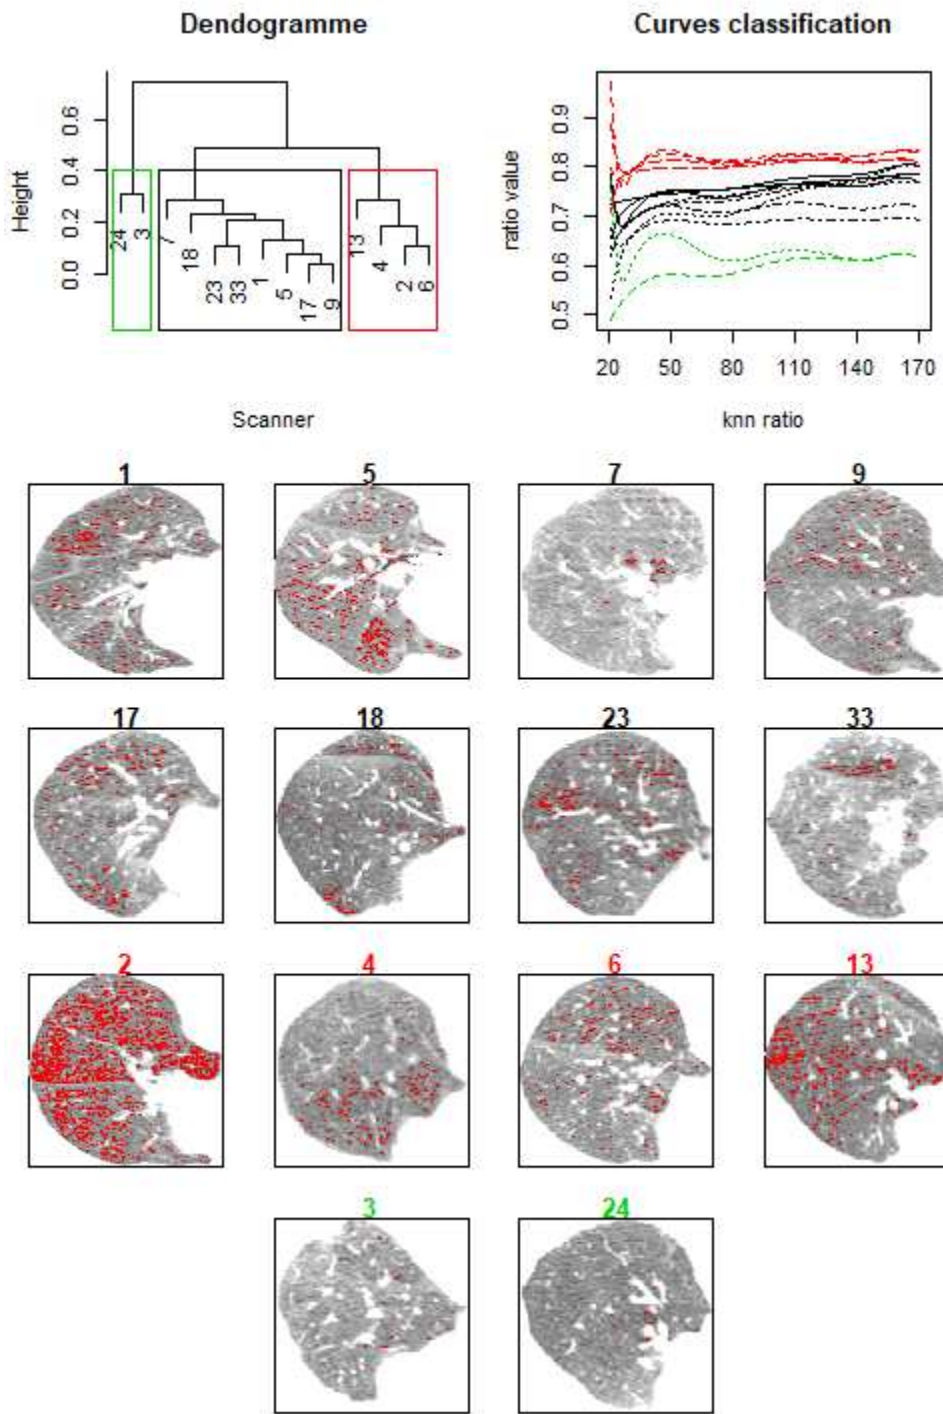 Dendogramme
Curves classification
Height
0.0 0.2 0.4 0.6
24 3 7 18 23 33 1 5 17 9 13 4 2 6
Scanner
ratio value
0.5 0.6 0.7 0.8 0.9
20 50 80 110 140 170
knn ratio
1 5 7 9
17 18 23 33
2 4 6 13
3 24